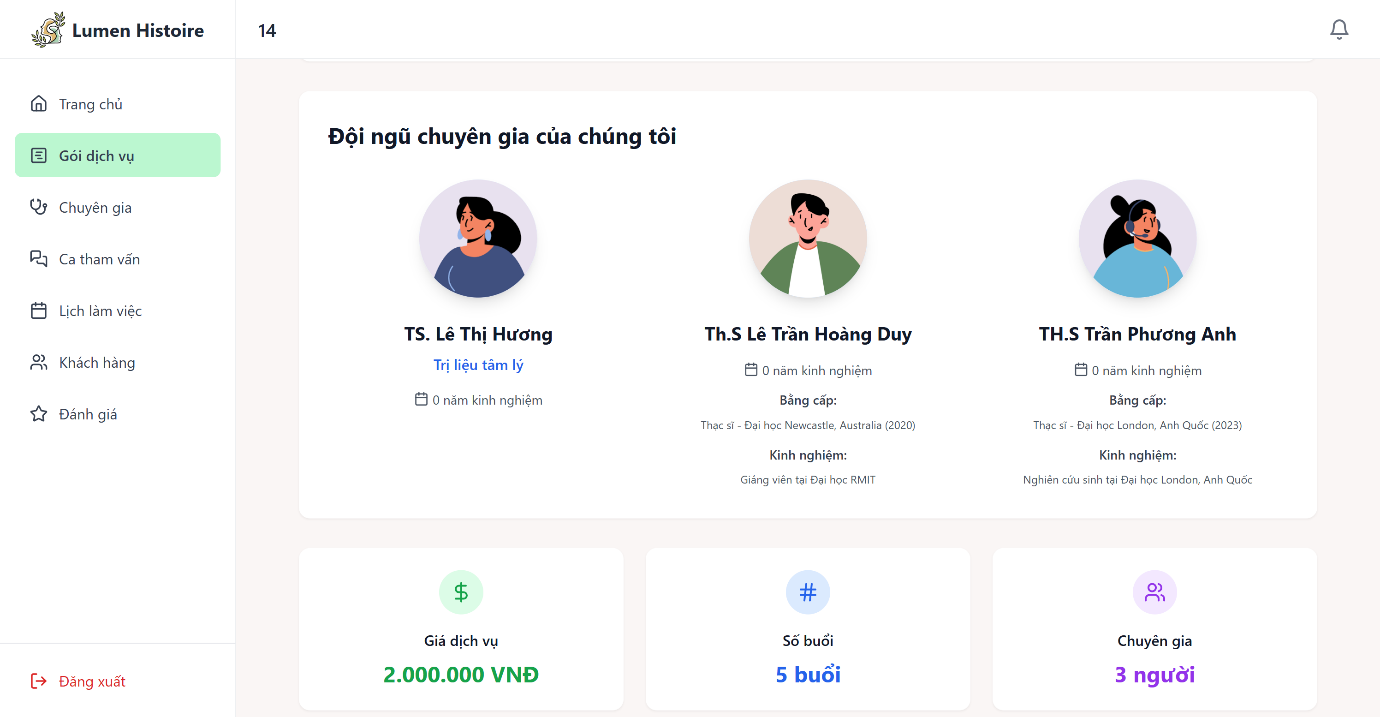 Lumen Histoire
14
Trang chủ
Gói dịch vụ
Chuyên gia
Ca tham vấn
Lịch làm việc
Khách hàng
Đánh giá
Đăng xuất
Đội ngũ chuyên gia của chúng tôi
TS. Lê Thị Hương
Trị liệu tâm lý
0 năm kinh nghiệm
Th.S Lê Trần Hoàng Duy
0 năm kinh nghiệm
Bằng cấp:
Thạc sĩ - Đại học Newcastle, Australia (2020)
Kinh nghiệm:
Giảng viên tại Đại học RMIT
TH.S Trần Phương Anh
0 năm kinh nghiệm
Bằng cấp:
Thạc sĩ - Đại học London, Anh Quốc (2023)
Kinh nghiệm:
Nghiên cứu sinh tại Đại học London, Anh Quốc
Giá dịch vụ
2.000.000 VNĐ
Số buổi
5 buổi
Chuyên gia
3 người